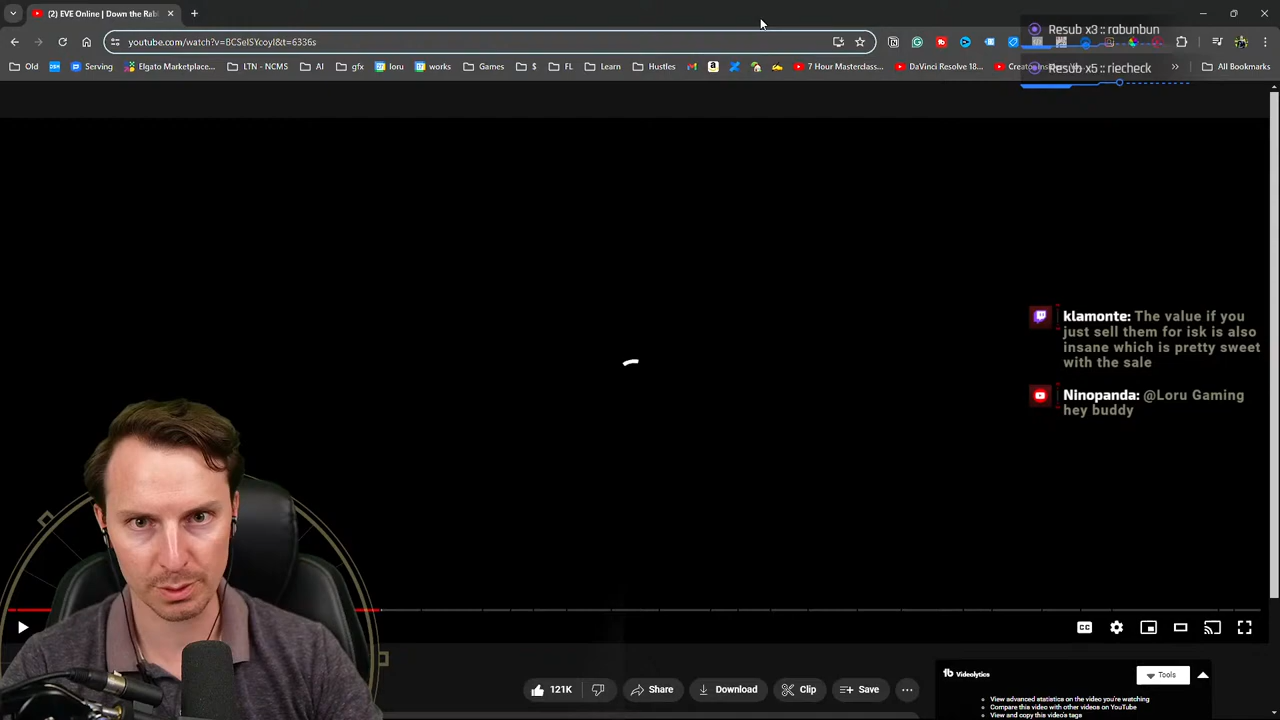 (2) EVE Online | Down the Rab
youtube.com/watch?v=BCSeISYcoyI&t=6336s
Resub x3 :: rabunbun
Old
Serving
Elgato Marketplace...
LTN - NCMS
AI
gfx
loru
works
Games
$
FL
Learn
Hustles
7 Hour Masterclass...
DaVinci Resolve 18...
All Bookmarks
Resub x5 :: riecheck
klamonte: The value if you
just sell them for isk is also
insane which is pretty sweet
with the sale
Ninopanda: @Loru Gaming
hey buddy
CC
121K
Share
Download
Clip
Save
tb Videolytics
Tools
View advanced statistics on the video you're watching
Compare this video with other videos on YouTube
View and copy this video's tags